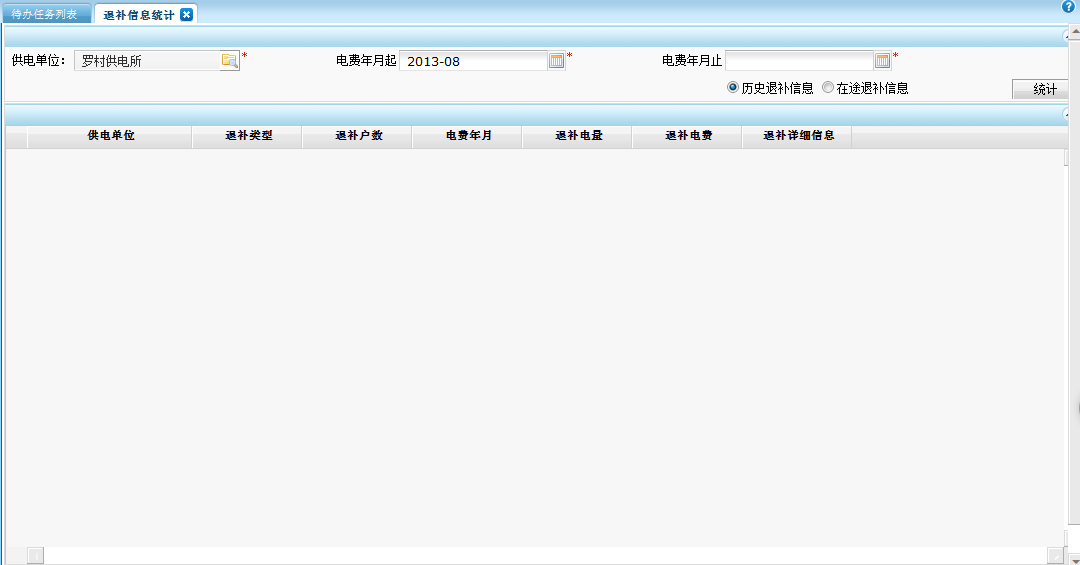 待办任务列表 退补信息统计
供电单位： 罗村供电所 * 电费年月起 2013-08 * 电费年月止 *
历史退补信息 在途退补信息 统计
供电单位 退补类型 退补户数 电费年月 退补电量 退补电费 退补详细信息